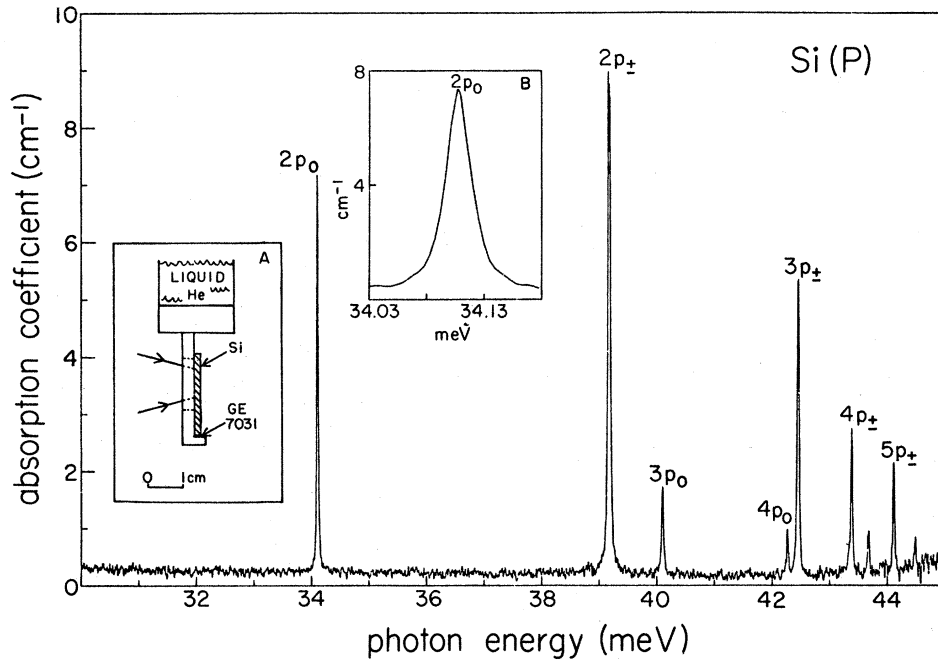 10
8
6
4
2
0
absorption coefficient (cm⁻¹)
32
34
36
38
40
42
44
photon energy (meV)
Si(P)
2p₀
2p±
3p₀
4p₀
3p±
4p±
5p±
A
LIQUID
He
Si
GE
7031
0
1 cm
B
2p₀
8
4
cm⁻¹
34.03
34.13
meV